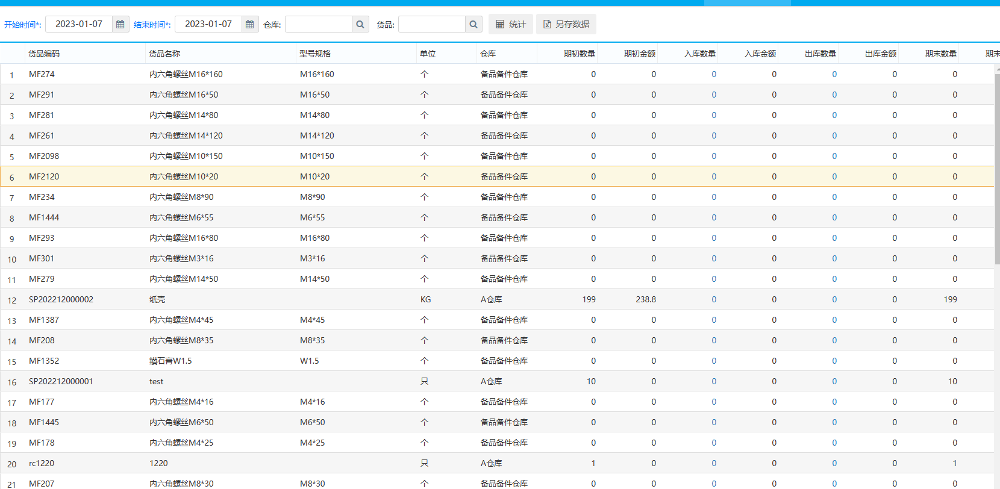 开始时间*: 2023-01-07 结束时间*: 2023-01-07 仓库: 货品: 统计 另存数据
货品编码 货品名称 型号规格 单位 仓库 期初数量 期初金额 入库数量 入库金额 出库数量 出库金额 期末数量 期末
1 MF274 内六角螺丝M16*160 M16*160 个 备品备件仓库 0 0 0 0 0 0 0
2 MF291 内六角螺丝M16*50 M16*50 个 备品备件仓库 0 0 0 0 0 0 0
3 MF281 内六角螺丝M14*80 M14*80 个 备品备件仓库 0 0 0 0 0 0 0
4 MF261 内六角螺丝M14*120 M14*120 个 备品备件仓库 0 0 0 0 0 0 0
5 MF2098 内六角螺丝M10*150 M10*150 个 备品备件仓库 0 0 0 0 0 0 0
6 MF2120 内六角螺丝M10*20 M10*20 个 备品备件仓库 0 0 0 0 0 0 0
7 MF234 内六角螺丝M8*90 M8*90 个 备品备件仓库 0 0 0 0 0 0 0
8 MF1444 内六角螺丝M6*55 M6*55 个 备品备件仓库 0 0 0 0 0 0 0
9 MF293 内六角螺丝M16*80 M16*80 个 备品备件仓库 0 0 0 0 0 0 0
10 MF301 内六角螺丝M3*16 M3*16 个 备品备件仓库 0 0 0 0 0 0 0
11 MF279 内六角螺丝M14*50 M14*50 个 备品备件仓库 0 0 0 0 0 0 0
12 SP202212000002 纸壳 KG A仓库 199 238.8 0 0 0 0 199
13 MF1387 内六角螺丝M4*45 M4*45 个 备品备件仓库 0 0 0 0 0 0 0
14 MF208 内六角螺丝M8*35 M8*35 个 备品备件仓库 0 0 0 0 0 0 0
15 MF1352 鑚石膏W1.5 W1.5 个 备品备件仓库 0 0 0 0 0 0 0
16 SP202212000001 test 只 A仓库 10 0 0 0 0 0 10
17 MF177 内六角螺丝M4*16 M4*16 个 备品备件仓库 0 0 0 0 0 0 0
18 MF1445 内六角螺丝M6*50 M6*50 个 备品备件仓库 0 0 0 0 0 0 0
19 MF178 内六角螺丝M4*25 M4*25 个 备品备件仓库 0 0 0 0 0 0 0
20 rc1220 1220 只 A仓库 1 0 0 0 0 0 1
21 MF207 内六角螺丝M8*30 M8*30 个 备品备件仓库 0 0 0 0 0 0 0